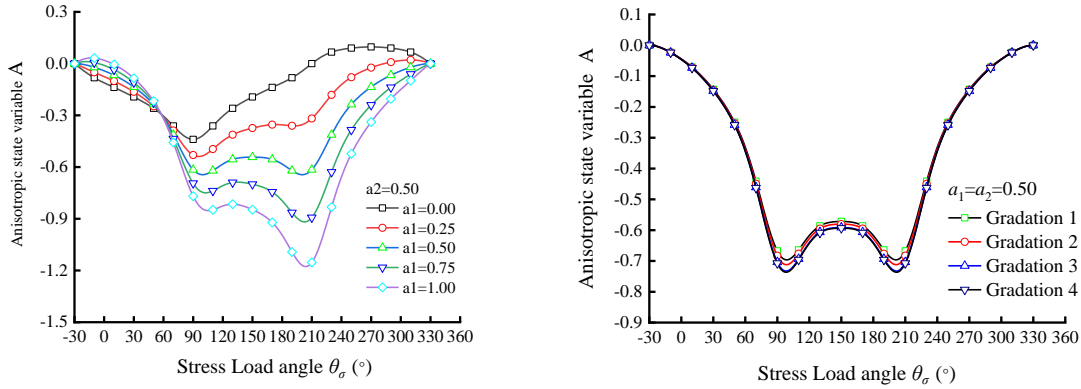 Anisotropic state variable A
0.3
0.0
-0.3
-0.6
-0.9
-1.2
-1.5
a2=0.50
a1=0.00
a1=0.25
a1=0.50
a1=0.75
a1=1.00
-30 0 30 60 90 120 150 180 210 240 270 300 330 360
Stress Load angle θσ (°)
Anisotropic state variable A
0.1
0.0
-0.1
-0.2
-0.3
-0.4
-0.5
-0.6
-0.7
-0.8
-0.9
a1=a2=0.50
Gradation 1
Gradation 2
Gradation 3
Gradation 4
-30 0 30 60 90 120 150 180 210 240 270 300 330 360
Stress Load angle θσ (°)